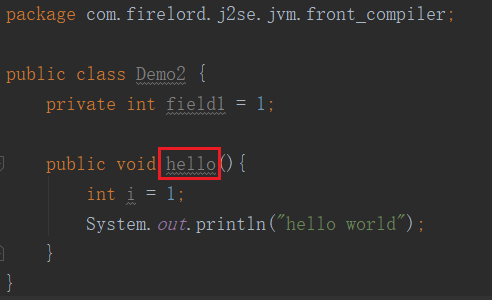 package com.firelord.j2se.jvm.front_compiler;
public class Demo2 {
private int field1 = 1;
public void hello(){
int i = 1;
System.out.println("hello world");
}
}